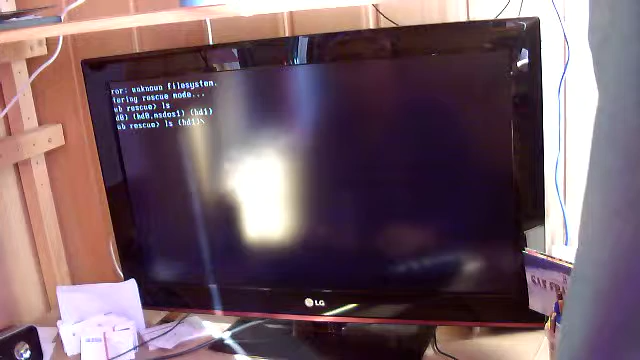 ror: unknown filesystem.
tering rescue mode...
ub rescue> ls
d0) (hd0,msdos1) (hd1)
ub rescue> ls (hd1)\
LG